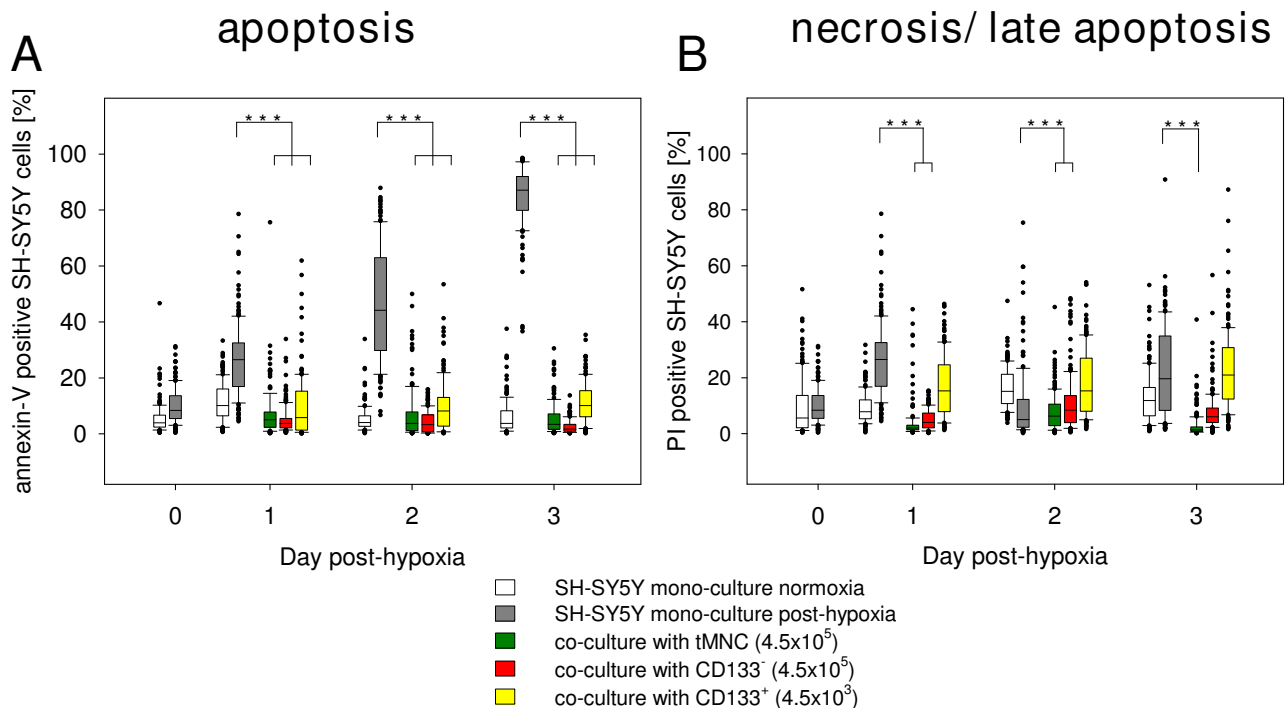 apoptosis
necrosis/ late apoptosis
A
B
annexin-V positive SH-SY5Y cells [%]
100
80
60
40
20
0
* * *
* * *
* * *
0 1 2 3
Day post-hypoxia
PI positive SH-SY5Y cells [%]
100
80
60
40
20
0
* * *
* * *
* * *
0 1 2 3
Day post-hypoxia
SH-SY5Y mono-culture normoxia
SH-SY5Y mono-culture post-hypoxia
co-culture with tMNC (4.5x10⁵)
co-culture with CD133⁻ (4.5x10⁵)
co-culture with CD133⁺ (4.5x10³)